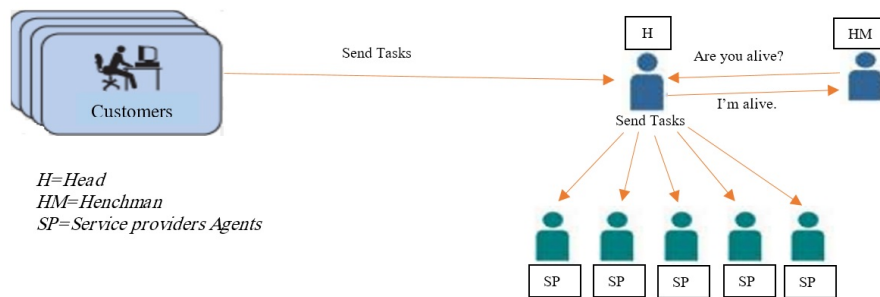 H
HM
Send Tasks
Are you alive?
I'm alive.
Customers
Send Tasks
H=Head
HM=Henchman
SP=Service providers Agents
SP
SP
SP
SP
SP